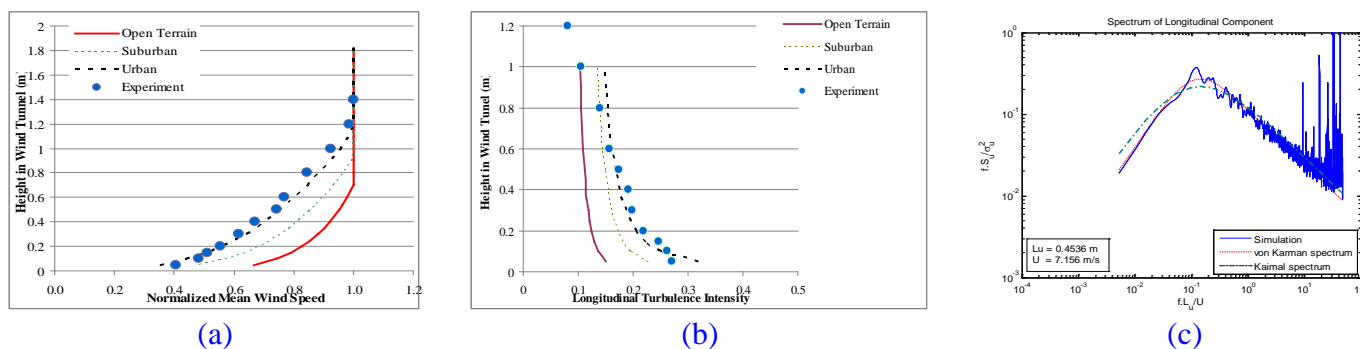 2
1.8
1.6
1.4
1.2
1
0.8
0.6
0.4
0.2
0
Height in Wind Tunnel (m)
Open Terrain
Suburban
Urban
Experiment
0.0 0.2 0.4 0.6 0.8 1.0 1.2
Normalized Mean Wind Speed
(a)
1.2
1
0.8
0.6
0.4
0.2
0
Height in Wind Tunnel (m)
Open Terrain
Suburban
Urban
Experiment
0 0.1 0.2 0.3 0.4 0.5
Longitudinal Turbulence Intensity
(b)
Spectrum of Longitudinal Component
10^0
10^-1
10^-2
10^-3
f.S_u/σ_u^2
Lu = 0.4536 m
U = 7.156 m/s
Simulation
von Karman spectrum
Kaimal spectrum
10^-4 10^-3 10^-2 10^-1 10^0 10^1
f.L_u/U
(c)